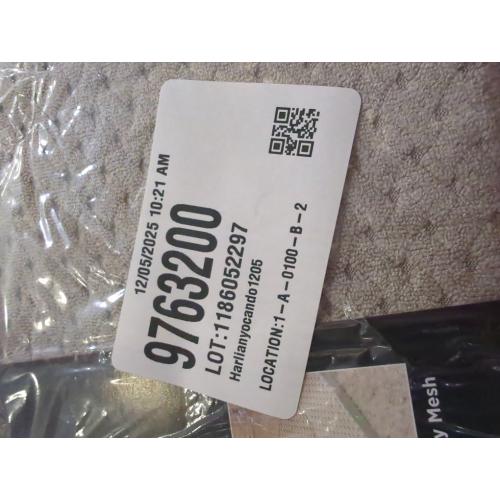 12/05/2025 10:21 AM
9763200
LOT:1186052297
Harlianyocando1205
LOCATION:1-A-0100-B-2
y Mesh